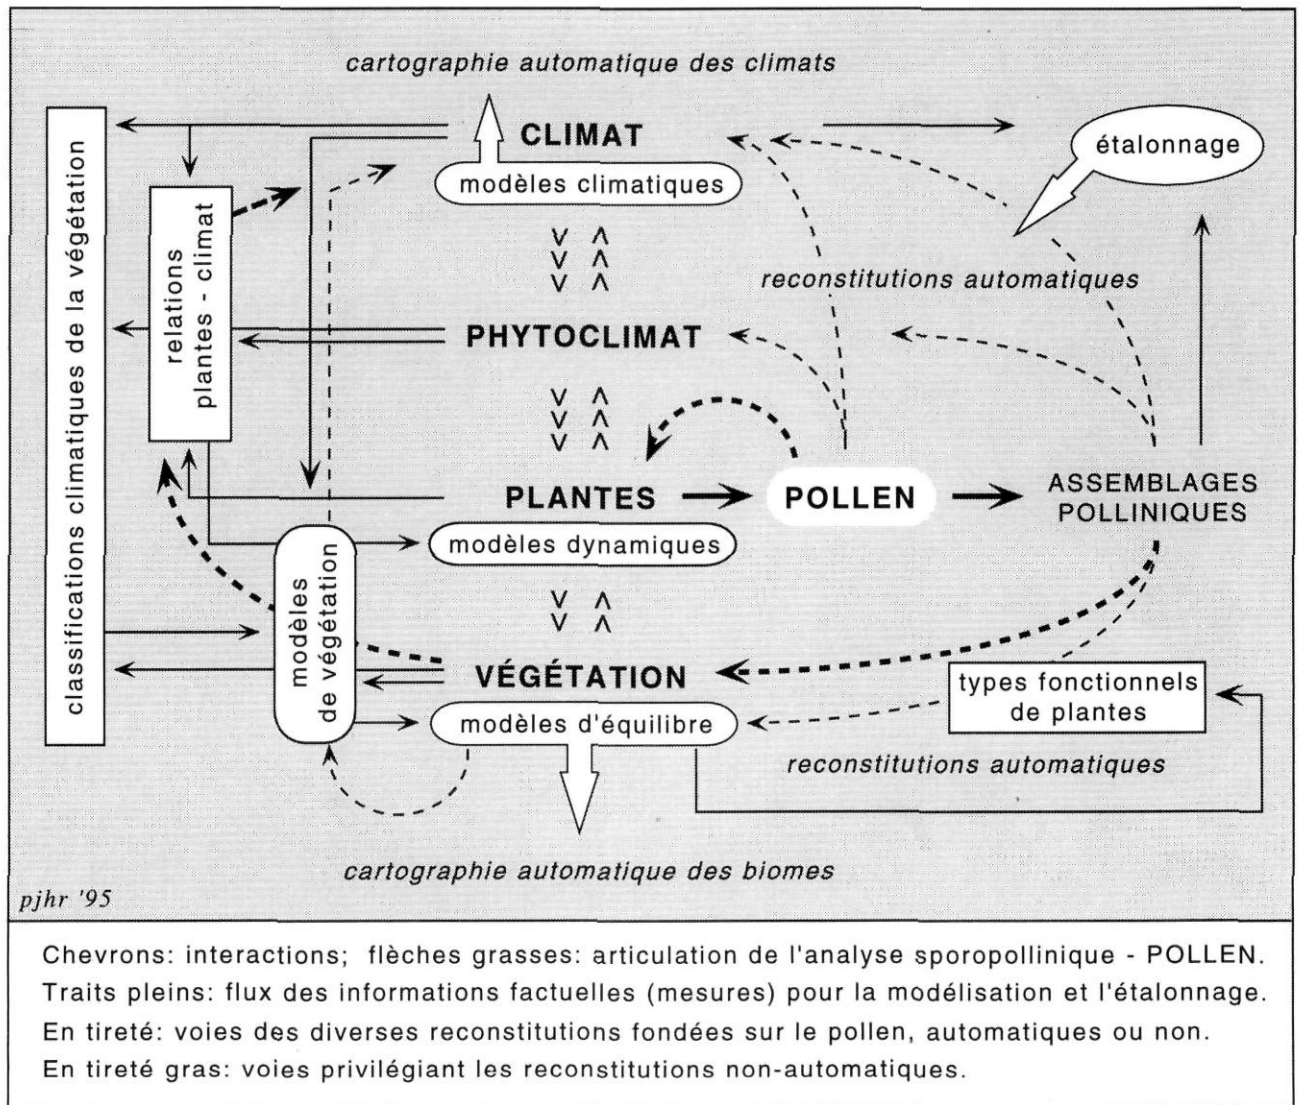 cartographie automatique des climats
CLIMAT
modèles climatiques
étalonnage
classifications climatiques de la végétation
relations
plantes - climat
reconstitutions automatiques
PHYTOCLIMAT
PLANTES
POLLEN
ASSEMBLAGES
POLLINIQUES
modèles dynamiques
modèles
de végétation
VÉGÉTATION
types fonctionnels
de plantes
modèles d'équilibre
reconstitutions automatiques
cartographie automatique des biomes
pjhr '95
Chevrons: interactions; flèches grasses: articulation de l'analyse sporopollinique - POLLEN.
Traits pleins: flux des informations factuelles (mesures) pour la modélisation et l'étalonnage.
En tireté: voies des diverses reconstitutions fondées sur le pollen, automatiques ou non.
En tireté gras: voies privilégiant les reconstitutions non-automatiques.